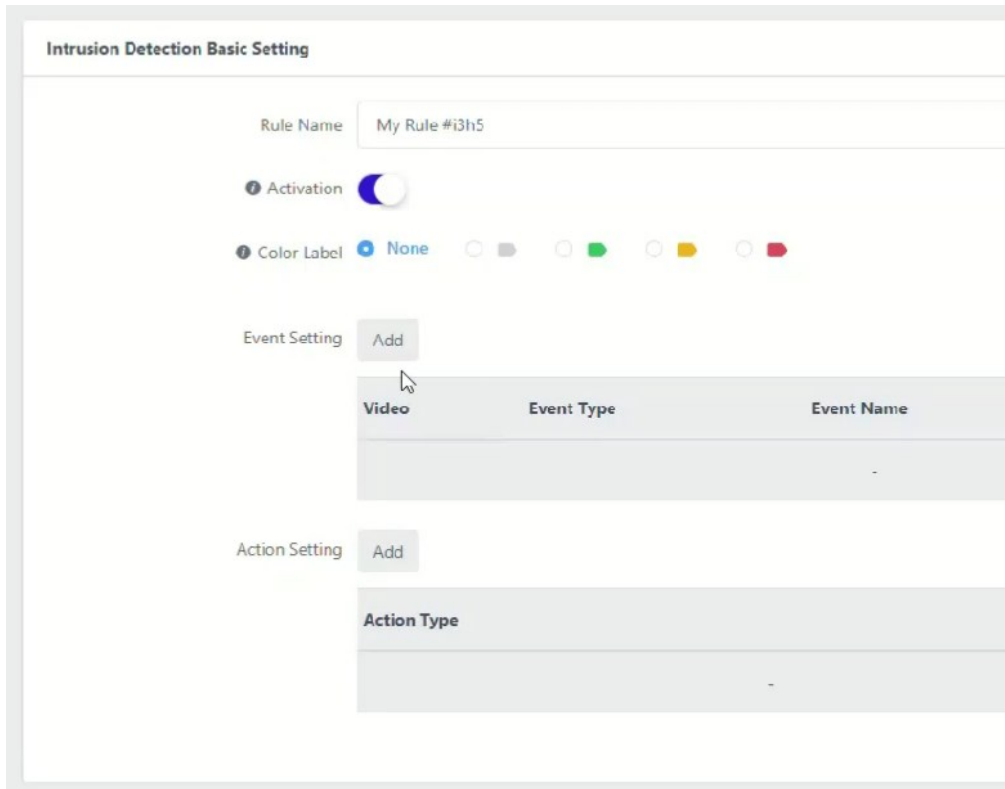 Intrusion Detection Basic Setting
Rule Name My Rule #i3h5
Activation
Color Label None
Event Setting Add
Video Event Type Event Name
-
Action Setting Add
Action Type
-